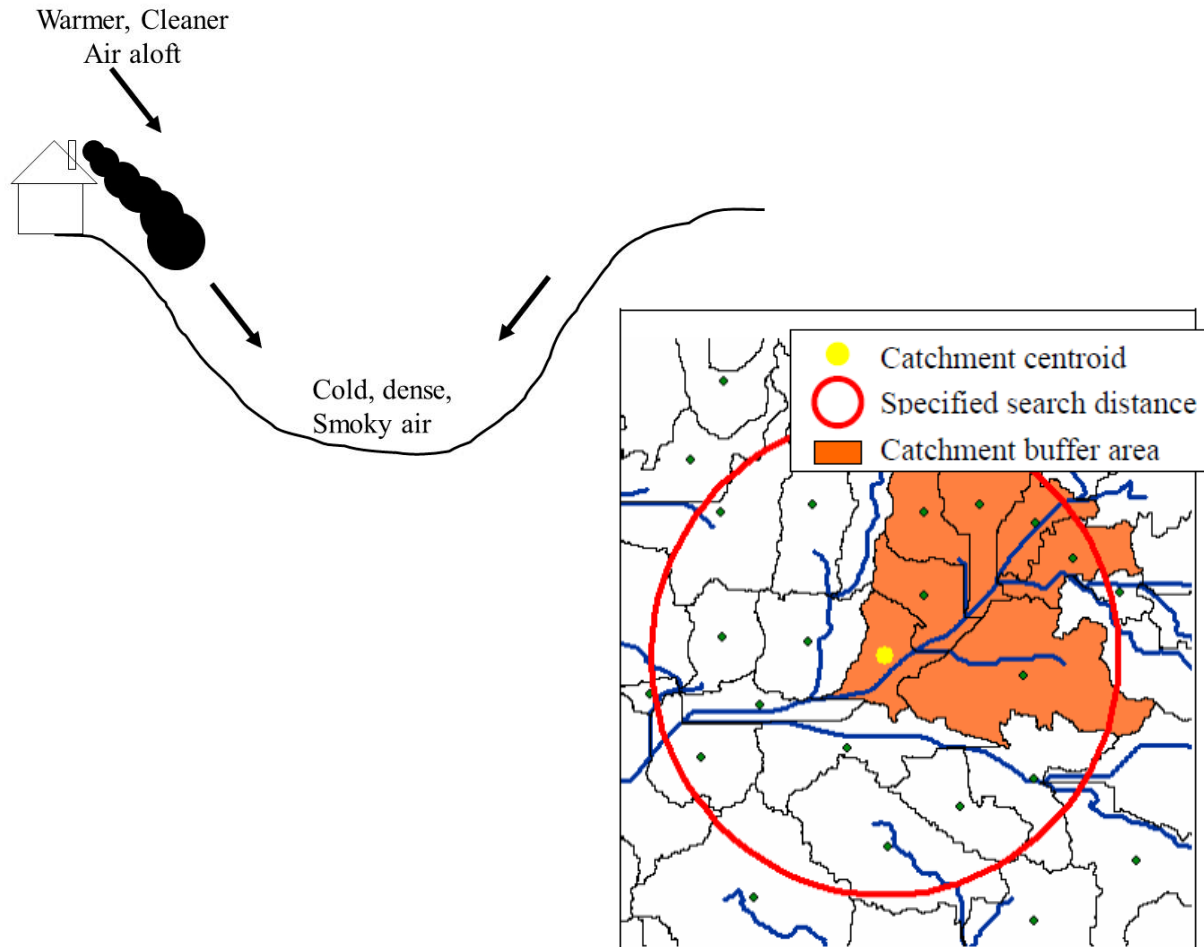 Warmer, Cleaner
Air aloft
Cold, dense,
Smoky air
Catchment centroid
Specified search distance
Catchment buffer area